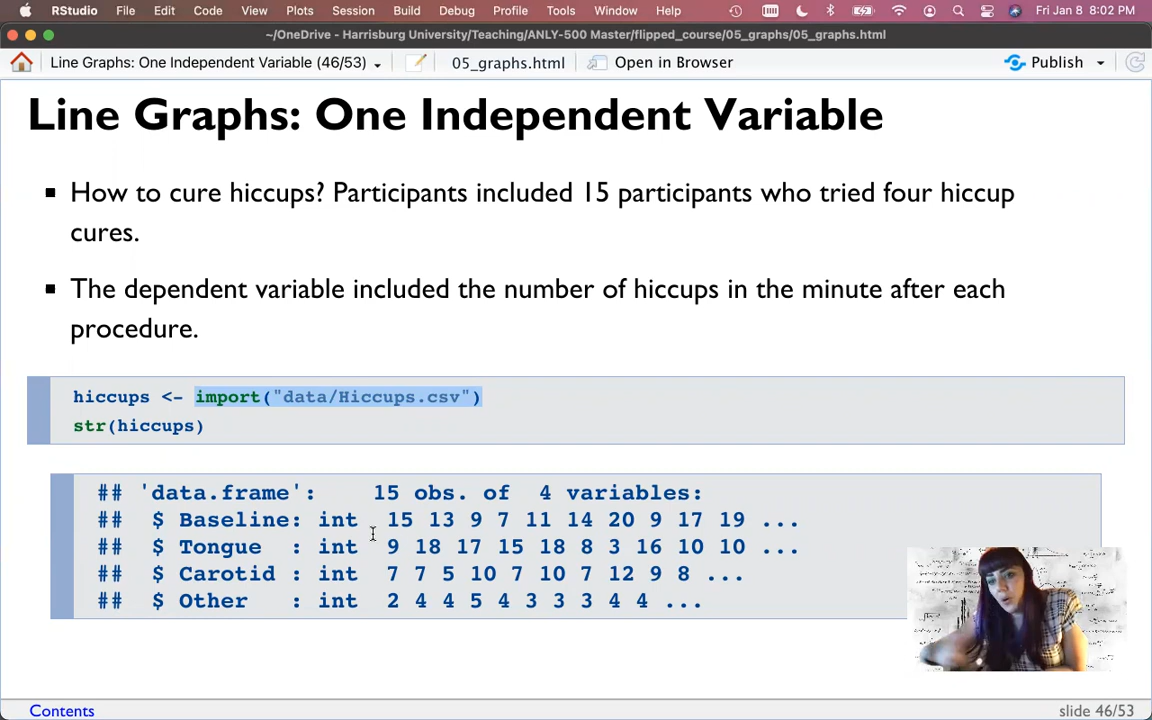 RStudio File Edit Code View Plots Session Build Debug Profile Tools Window Help Fri Jan 8 8:02 PM
~/OneDrive - Harrisburg University/Teaching/ANLY-500 Master/flipped_course/05_graphs/05_graphs.html
Line Graphs: One Independent Variable (46/53) 05_graphs.html Open in Browser Publish
Line Graphs: One Independent Variable
How to cure hiccups? Participants included 15 participants who tried four hiccup
cures.
The dependent variable included the number of hiccups in the minute after each
procedure.
hiccups <- import("data/Hiccups.csv")
str(hiccups)
## 'data.frame': 15 obs. of 4 variables:
## $ Baseline: int 15 13 9 7 11 14 20 9 17 19 ...
## $ Tongue : int 9 18 17 15 18 8 3 16 10 10 ...
## $ Carotid : int 7 7 5 10 7 10 7 12 9 8 ...
## $ Other : int 2 4 4 5 4 3 3 3 4 4 ...
Contents
slide 46/53